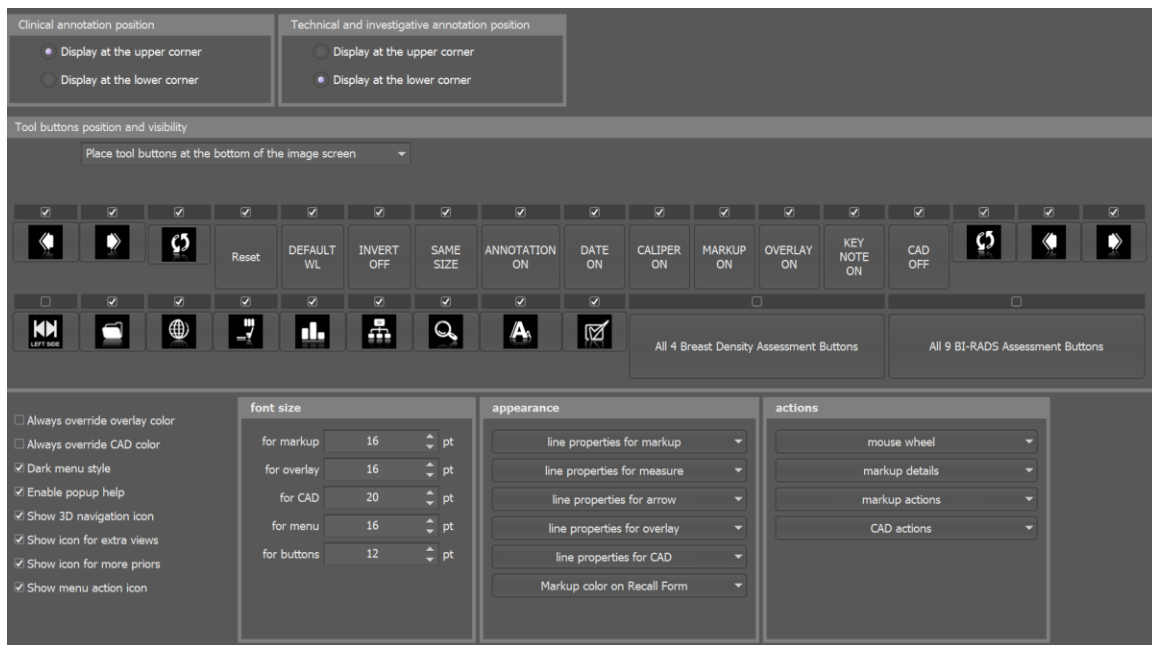 Clinical annotation position
Display at the upper corner
Display at the lower corner
Technical and investigative annotation position
Display at the upper corner
Display at the lower corner
Tool buttons position and visibility
Place tool buttons at the bottom of the image screen
Reset
DEFAULT
WL
INVERT
OFF
SAME
SIZE
ANNOTATION
ON
DATE
ON
CALIPER
ON
MARKUP
ON
OVERLAY
ON
KEY
NOTE
ON
CAD
OFF
LEFT SIDE
All 4 Breast Density Assessment Buttons
All 9 BI-RADS Assessment Buttons
Always override overlay color
Always override CAD color
Dark menu style
Enable popup help
Show 3D navigation icon
Show icon for extra views
Show icon for more priors
Show menu action icon
font size
for markup 16 pt
for overlay 16 pt
for CAD 20 pt
for menu 16 pt
for buttons 12 pt
appearance
line properties for markup
line properties for measure
line properties for arrow
line properties for overlay
line properties for CAD
Markup color on Recall Form
actions
mouse wheel
markup details
markup actions
CAD actions